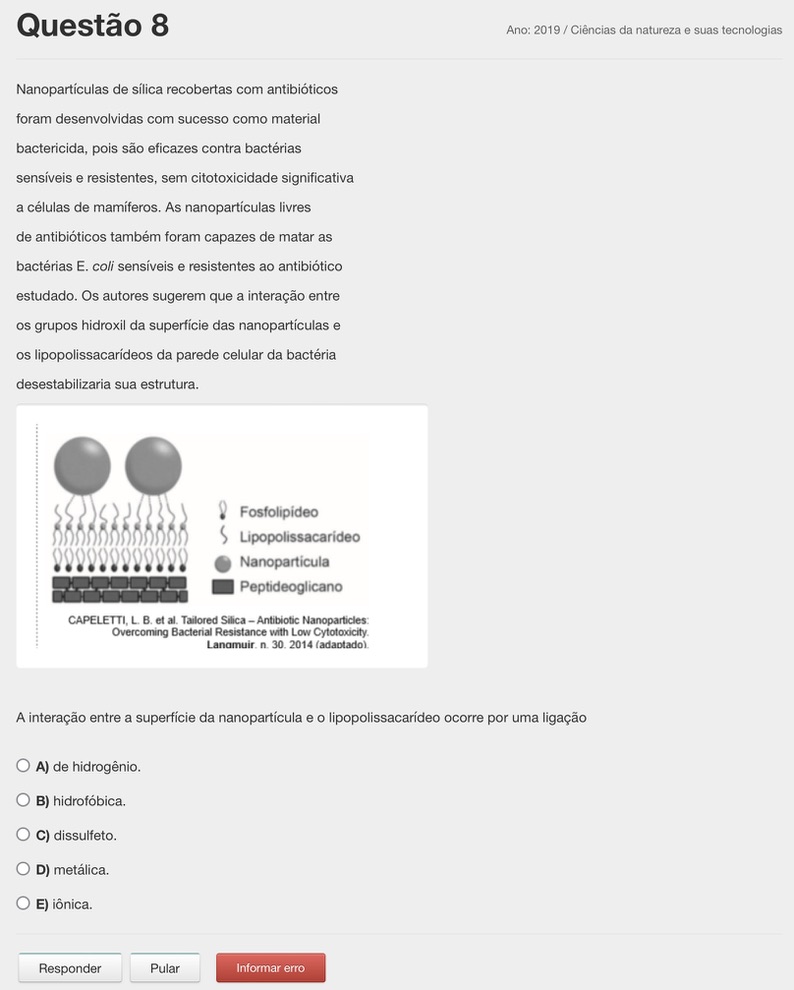 Questão 8
Ano: 2019 / Ciências da natureza e suas tecnologias
Nanopartículas de sílica recobertas com antibióticos
foram desenvolvidas com sucesso como material
bactericida, pois são eficazes contra bactérias
sensíveis e resistentes, sem citotoxicidade significativa
a células de mamíferos. As nanopartículas livres
de antibióticos também foram capazes de matar as
bactérias E. coli sensíveis e resistentes ao antibiótico
estudado. Os autores sugerem que a interação entre
os grupos hidroxil da superfície das nanopartículas e
os lipopolissacarídeos da parede celular da bactéria
desestabilizaria sua estrutura.
Fosfolipídeo
Lipopolissacarídeo
Nanopartícula
Peptideoglicano
CAPELETTI, L. B. et al. Tailored Silica – Antibiotic Nanoparticles:
Overcoming Bacterial Resistance with Low Cytotoxicity.
Langmuir, n. 30, 2014 (adaptado).
A interação entre a superfície da nanopartícula e o lipopolissacarídeo ocorre por uma ligação
A) de hidrogênio.
B) hidrofóbica.
C) dissulfeto.
D) metálica.
E) iônica.
Responder
Pular
Informar erro